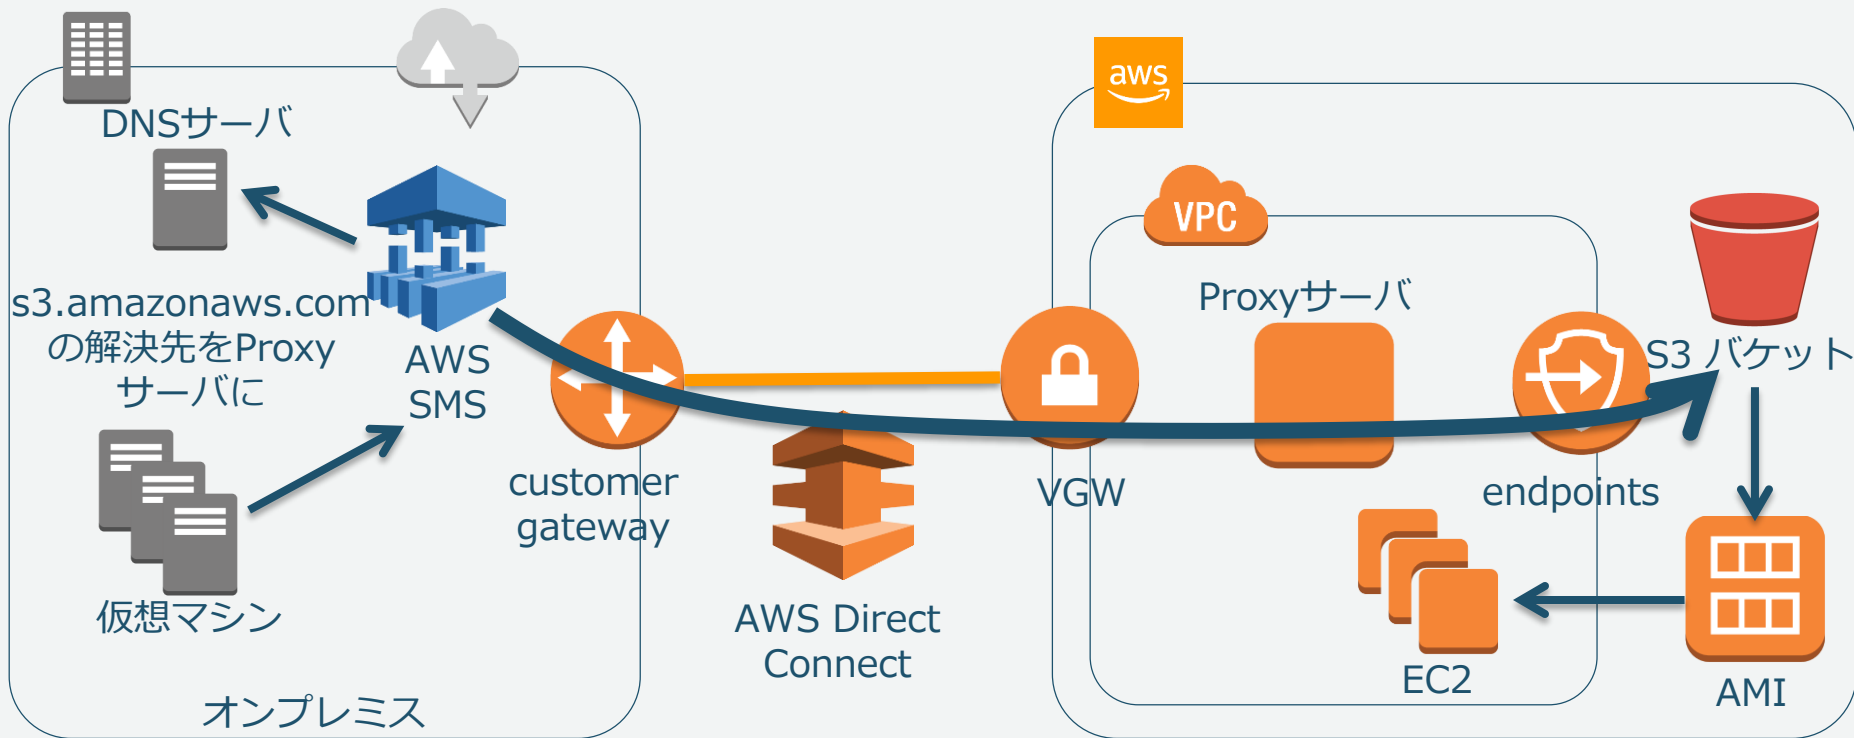 DNSサーバ
s3.amazonaws.com
の解決先をProxy
サーバに
AWS
SMS
仮想マシン
オンプレミス
customer
gateway
AWS Direct
Connect
aws
VPC
Proxyサーバ
VGW
endpoints
S3 バケット
EC2
AMI